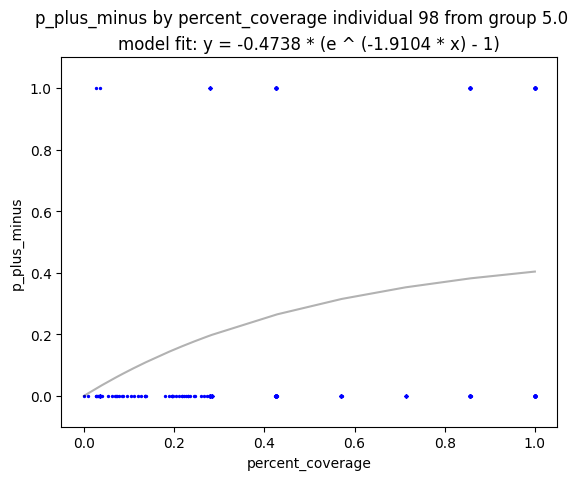 p_plus_minus by percent_coverage individual 98 from group 5.0
model fit: y = -0.4738 * (e ^ (-1.9104 * x) - 1)
1.0
0.8
0.6
0.4
0.2
0.0
p_plus_minus
0.0 0.2 0.4 0.6 0.8 1.0
percent_coverage